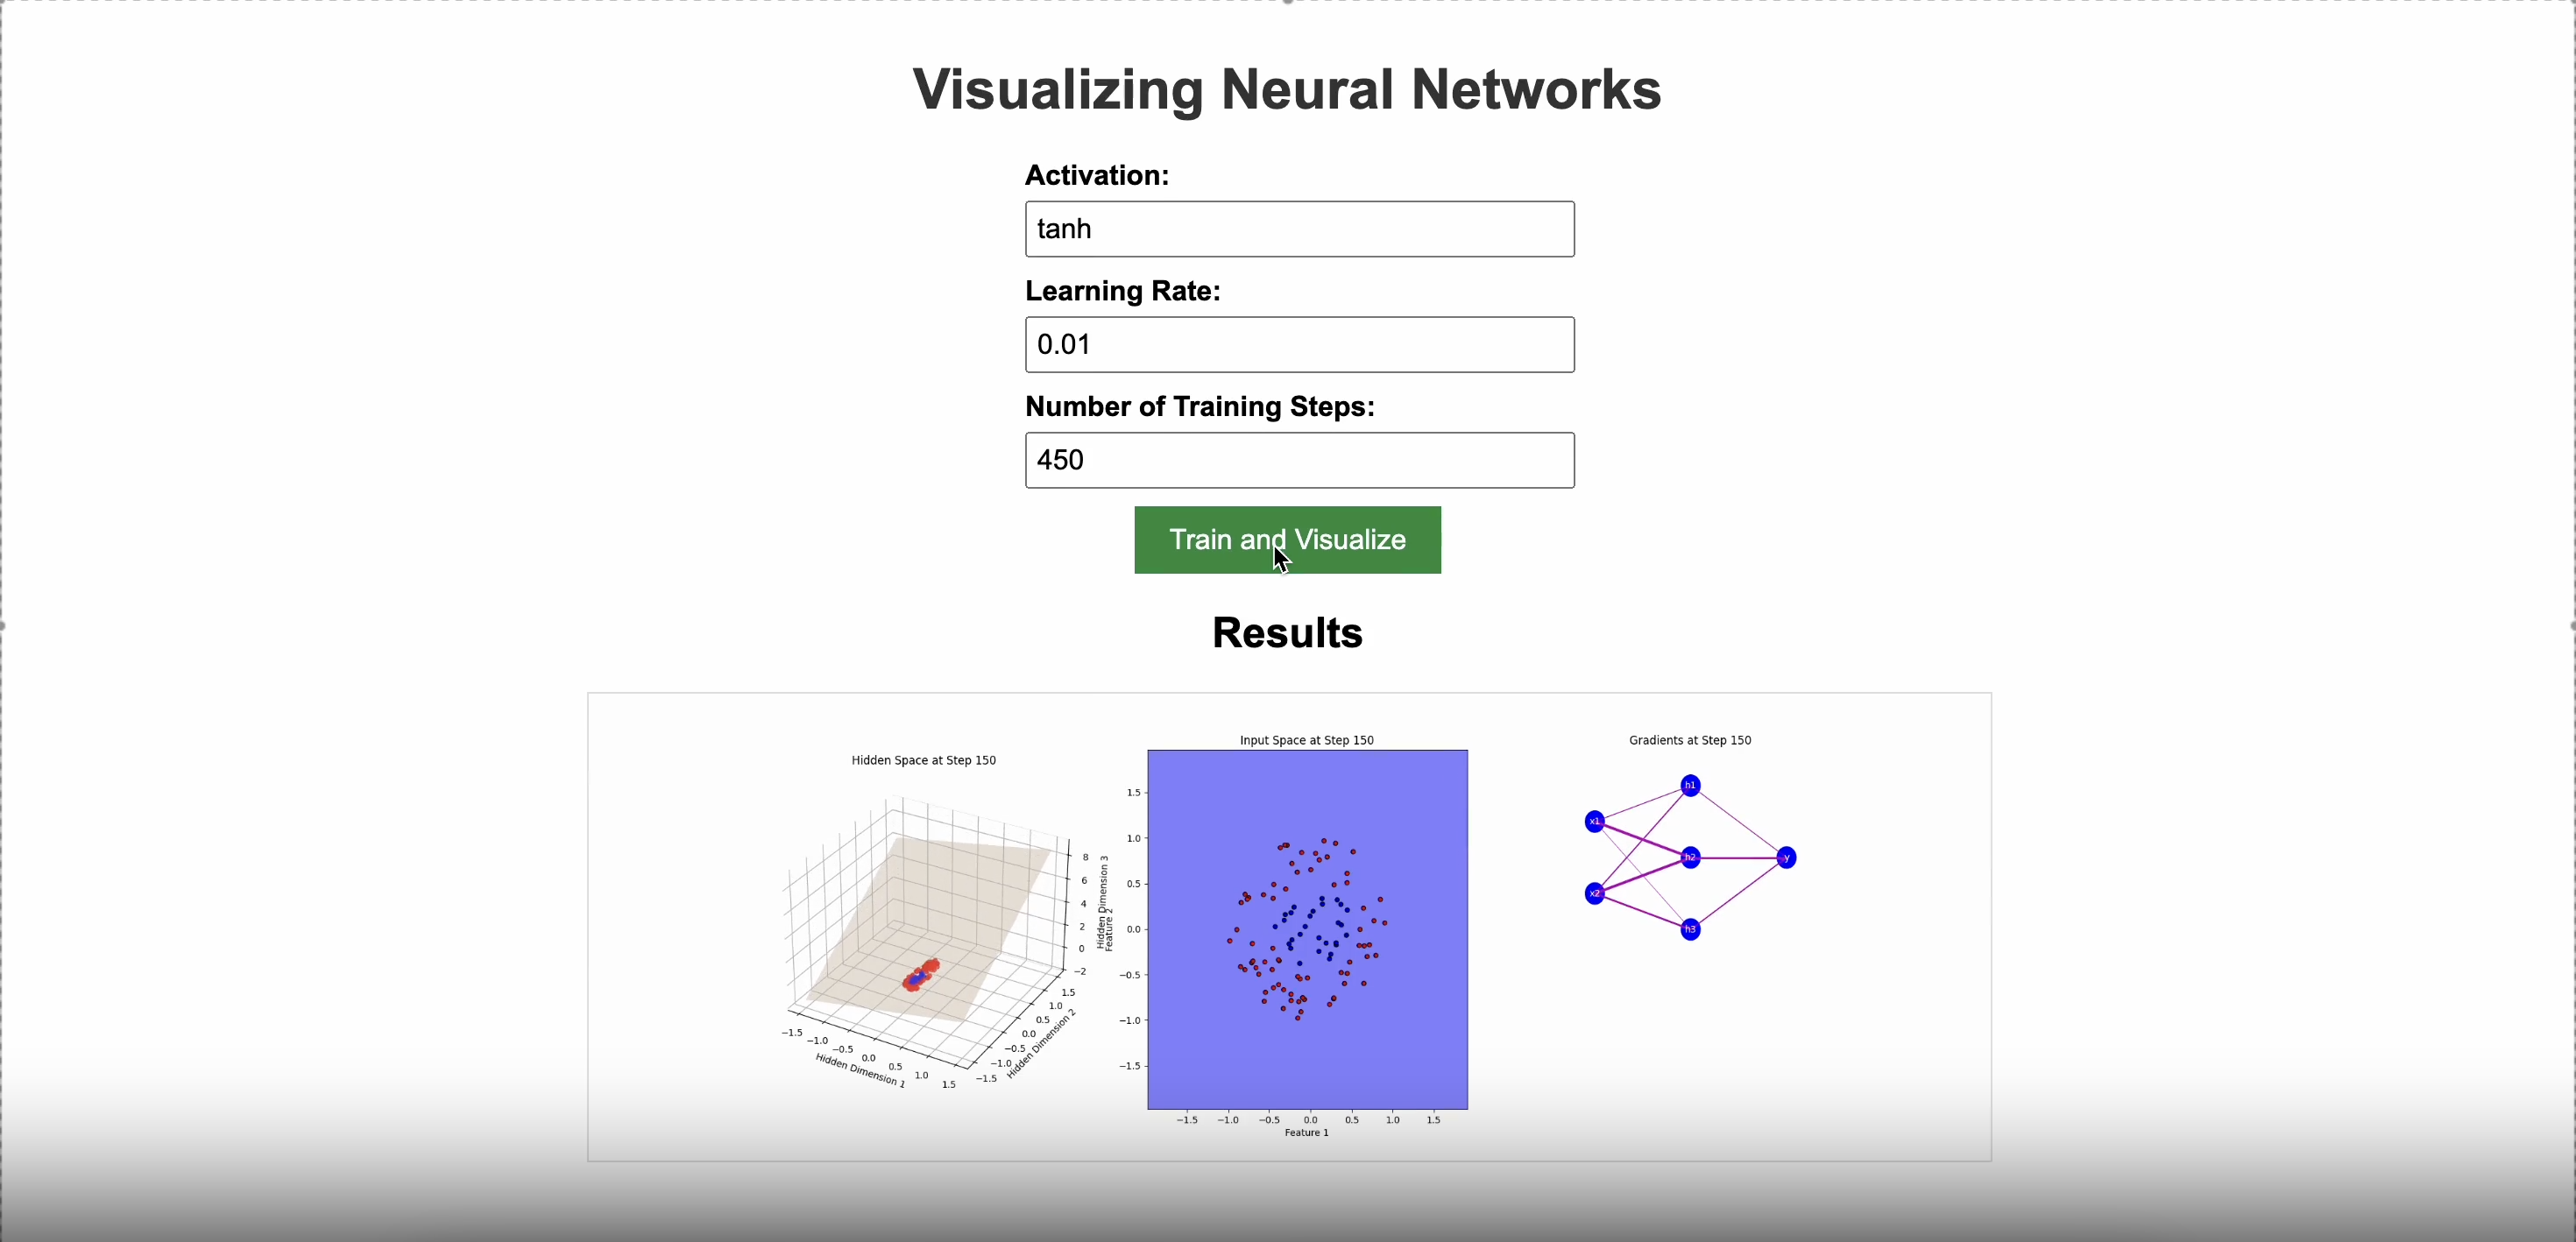 Visualizing Neural Networks
Activation:
tanh
Learning Rate:
0.01
Number of Training Steps:
450
Train and Visualize
Results
Hidden Space at Step 150
8
6
4
2
0
−2
Hidden Dimension 3
1.5
1.0
0.5
0.0
−0.5
−1.0
−1.5
Hidden Dimension 2
−1.5
−1.0
−0.5
0.0
0.5
1.0
1.5
Hidden Dimension 1
Input Space at Step 150
Feature 2
1.5
1.0
0.5
0.0
−0.5
−1.0
−1.5
−1.5 −1.0 −0.5 0.0 0.5 1.0 1.5
Feature 1
Gradients at Step 150
h1
x1
h2
y
x2
h3